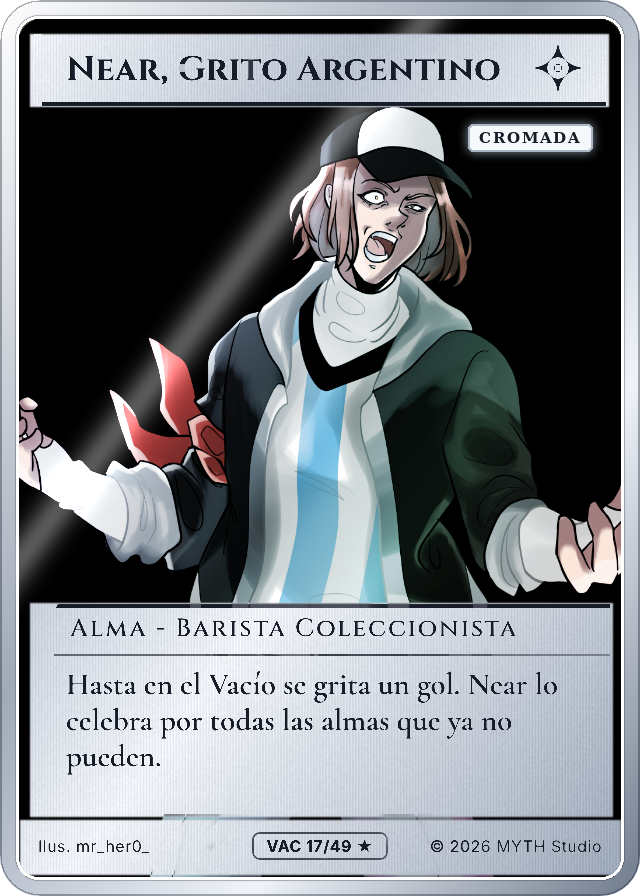 Near, Grito Argentino
CROMADA
Alma - Barista Coleccionista
Hasta en el Vacío se grita un gol. Near lo
celebra por todas las almas que ya no
pueden.
Ilus. mr_her0_
VAC 17/49 ★
© 2026 MYTH Studio